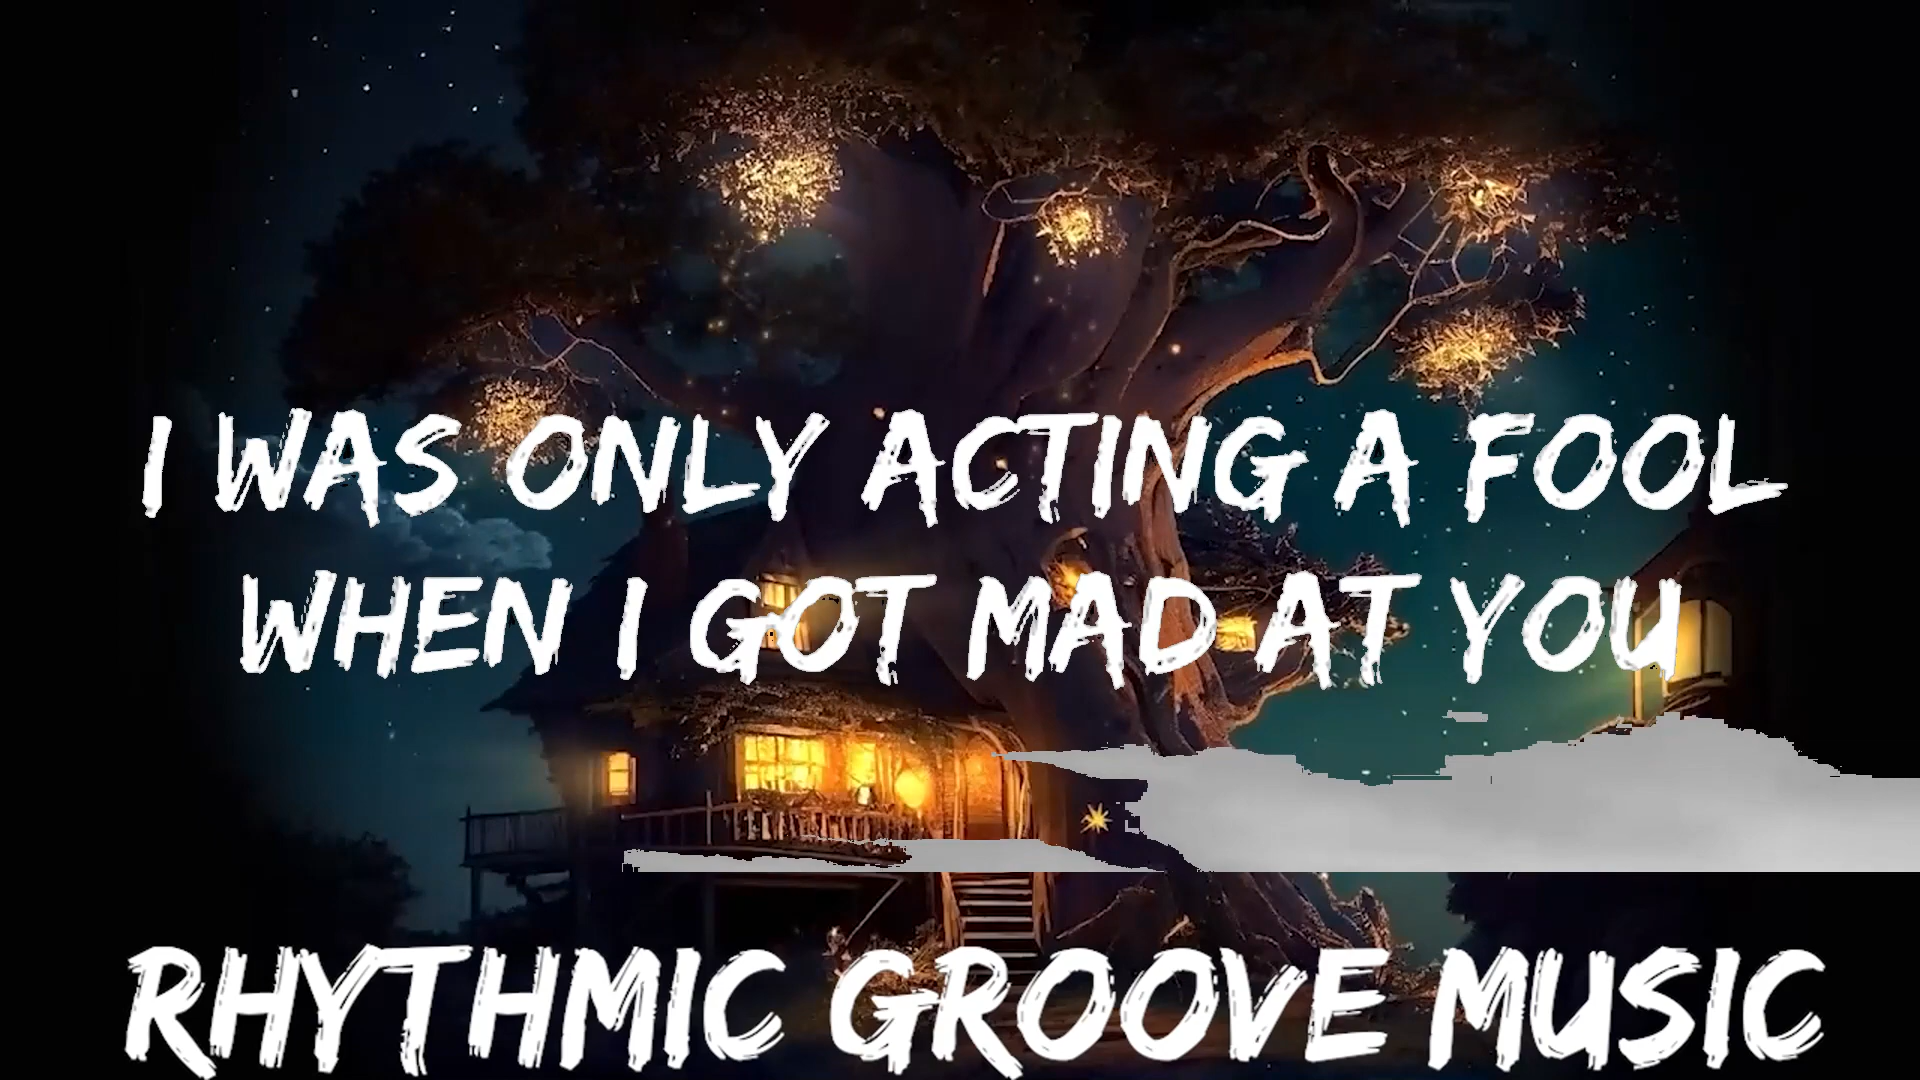 I WAS ONLY ACTING A FOOL
WHEN I GOT MAD AT YOU
RHYTHMIC GROOVE MUSIC